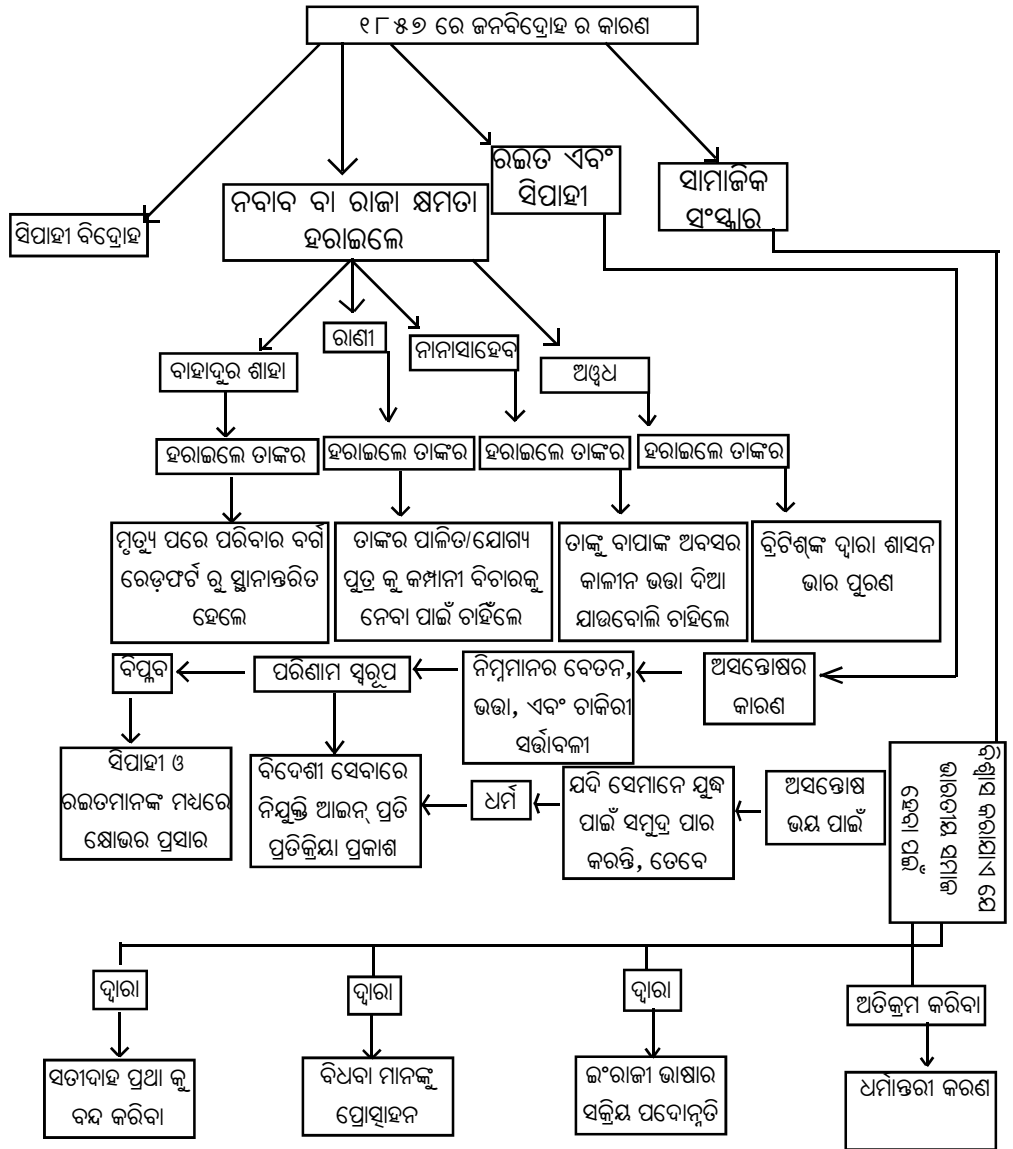 ୧୮୫୭ ରେ ଜନବିଦ୍ରୋହ ର କାରଣ
ସିପାହୀ ବିଦ୍ରୋହ
ନବାବ ବା ରାଜା କ୍ଷମତା
ହରାଇଲେ
ରଇତ ଏବଂ
ସିପାହୀ
ସାମାଜିକ
ସଂସ୍କାର
ବାହାଦୁର ଶାହା
ରାଣୀ
ନାନାସାହେବ
ଅଓ୍ବଧ
ହରାଇଲେ ତାଙ୍କର
ହରାଇଲେ ତାଙ୍କର
ହରାଇଲେ ତାଙ୍କର
ହରାଇଲେ ତାଙ୍କର
ମୃତ୍ୟୁ ପରେ ପରିବାର ବର୍ଗ
ରେଡ଼ଫର୍ଟ ରୁ ସ୍ଥାନାନ୍ତରିତ
ହେଲେ
ତାଙ୍କର ପାଳିତ/ଯୋଗ୍ୟ
ପୁତ୍ର କୁ କମ୍ପାନୀ ବିଚାରକୁ
ନେବା ପାଇଁ ଚାହିଁଲେ
ତାଙ୍କୁ ବାପାଙ୍କ ଅବସର
କାଳୀନ ଭତ୍ତା ଦିଆ
ଯାଉବୋଲି ଚାହିଲେ
ବ୍ରିଟିଶ୍‌ଙ୍କ ଦ୍ୱାରା ଶାସନ
ଭାର ପୁରଣ
ବିପ୍ଳବ
ପରିଣାମ ସ୍ୱରୂପ
ନିମ୍ନମାନର ବେତନ,
ଭତ୍ତା, ଏବଂ ଚାକିରୀ
ସର୍ତ୍ତାବଳୀ
ଅସନ୍ତୋଷର
କାରଣ
ସିପାହୀ ଓ
ରଇତମାନଙ୍କ ମଧ୍ୟରେ
କ୍ଷୋଭର ପ୍ରସାର
ବିଦେଶୀ ସେବାରେ
ନିଯୁକ୍ତି ଆଇନ୍ ପ୍ରତି
ପ୍ରତିକ୍ରିୟା ପ୍ରକାଶ
ଧର୍ମ
ଯଦି ସେମାନେ ଯୁଦ୍ଧ
ପାଇଁ ସମୁଦ୍ର ପାର
କରନ୍ତି, ତେବେ
ଅସନ୍ତୋଷ
ଭୟ ପାଇଁ
ବିଶ୍ୱାସ କରାଯାଏ ଯେ
ଭାରତୀୟ ସମାଜ
ହେବା ପାଇଁ
ଦ୍ୱାରା
ଦ୍ୱାରା
ଦ୍ୱାରା
ଅତିକ୍ରମ କରିବା
ସତୀଦାହ ପ୍ରଥା କୁ
ବନ୍ଦ କରିବା
ବିଧବା ମାନଙ୍କୁ
ପ୍ରୋତ୍ସାହନ
ଇଂରାଜୀ ଭାଷାର
ସକ୍ରିୟ ପଦୋନ୍ନତି
ଧର୍ମାନ୍ତରୀ କରଣ